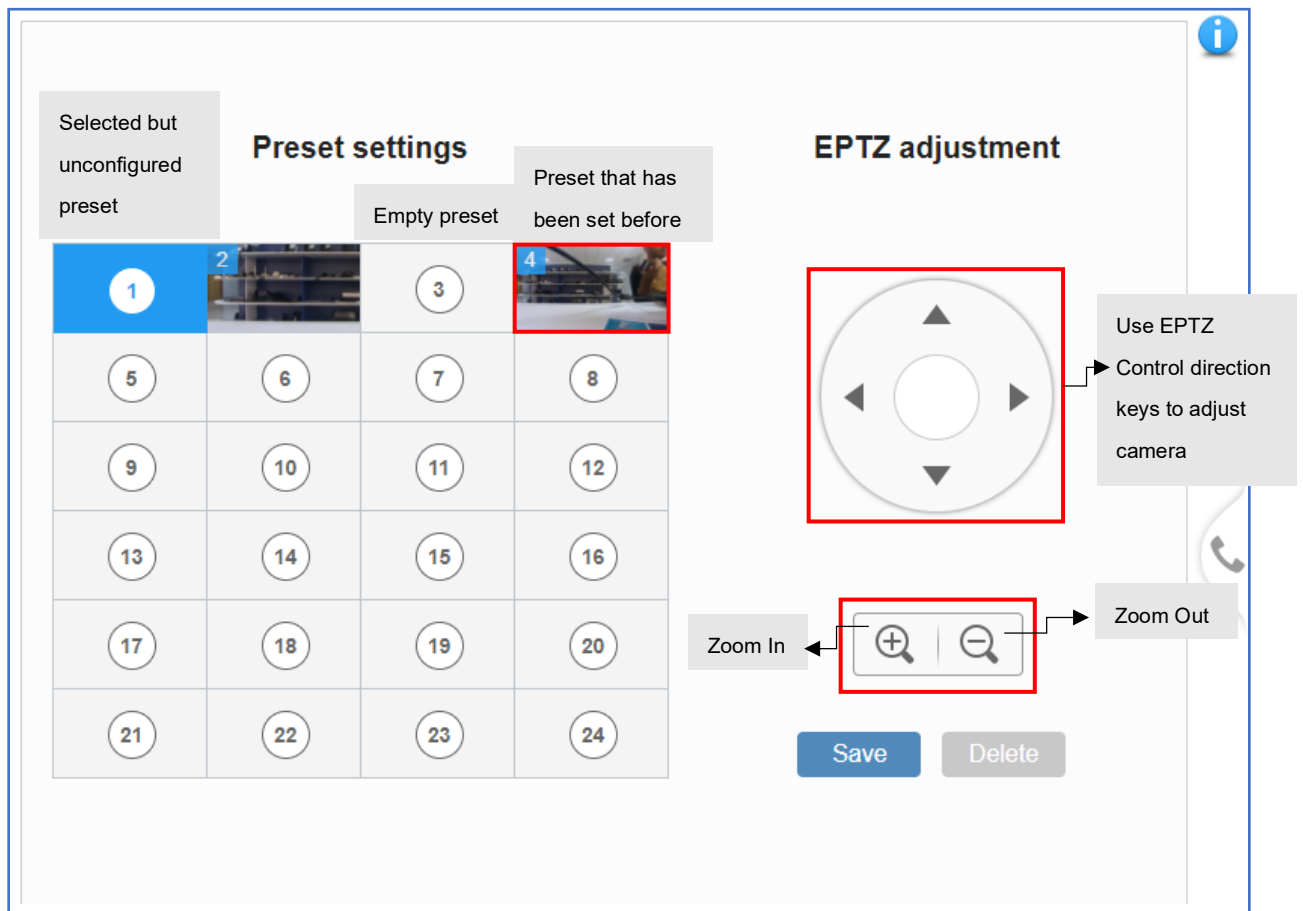 i
Selected but
unconfigured
preset
Preset settings
Empty preset
Preset that has
been set before
EPTZ adjustment
1
2
3
4
5
6
7
8
9
10
11
12
13
14
15
16
17
18
19
20
21
22
23
24
Use EPTZ
Control direction
keys to adjust
camera
Zoom In
Zoom Out
Save
Delete